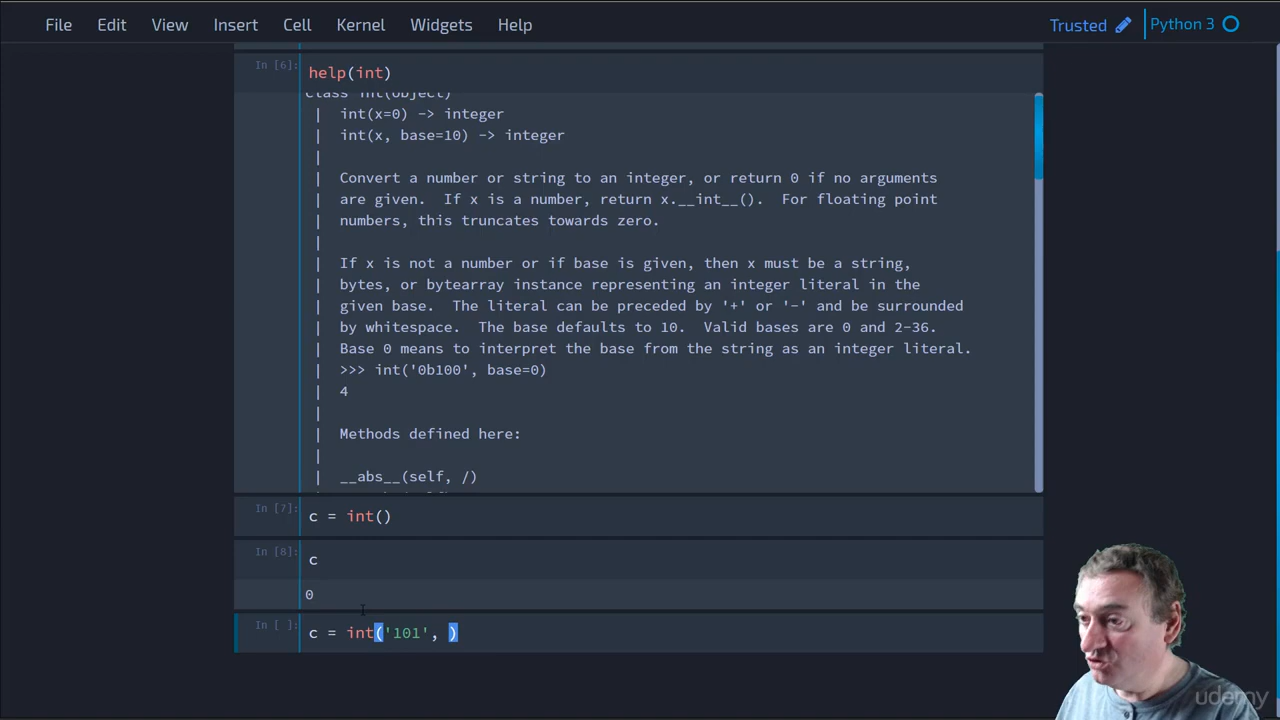 File Edit View Insert Cell Kernel Widgets Help Trusted Python 3
In [6]: help(int)
class int(object)
| int(x=0) -> integer
| int(x, base=10) -> integer
|
| Convert a number or string to an integer, or return 0 if no arguments
| are given.  If x is a number, return x.__int__().  For floating point
| numbers, this truncates towards zero.
|
| If x is not a number or if base is given, then x must be a string,
| bytes, or bytearray instance representing an integer literal in the
| given base.  The literal can be preceded by '+' or '-' and be surrounded
| by whitespace.  The base defaults to 10.  Valid bases are 0 and 2-36.
| Base 0 means to interpret the base from the string as an integer literal.
| >>> int('0b100', base=0)
| 4
|
| Methods defined here:
|
| __abs__(self, /)
In [7]: c = int()
In [8]: c
0
In [ ]: c = int('101', )
udemy